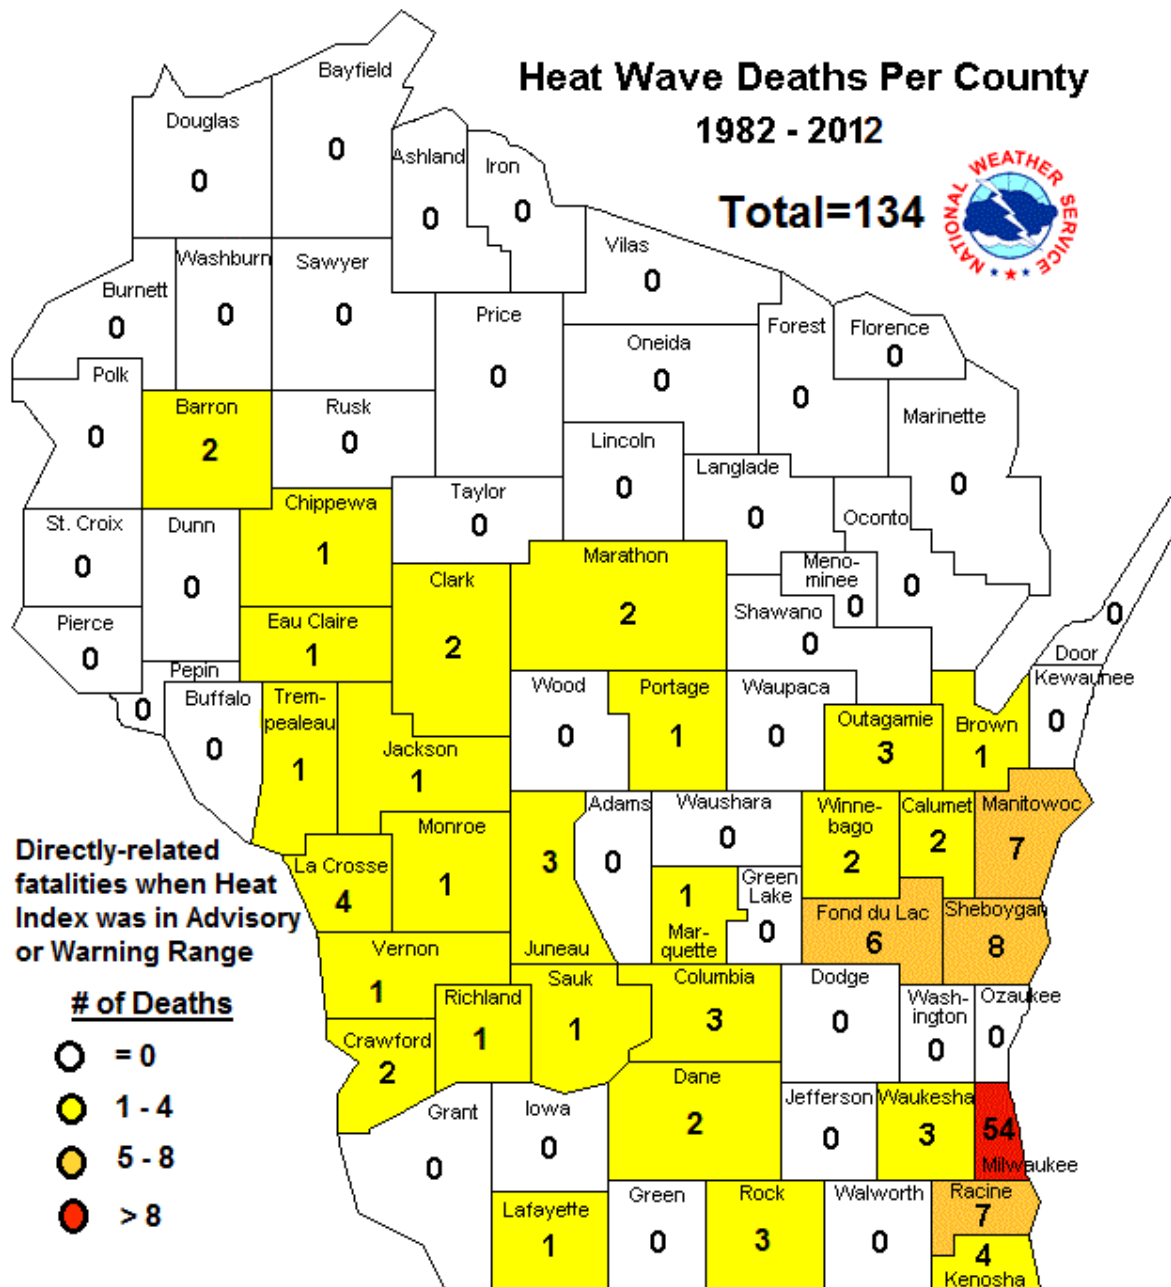 Heat Wave Deaths Per County
1982 - 2012
Total=134
NATIONAL WEATHER SERVICE
Bayfield
0
Douglas
0
Ashland
0
Iron
0
Vilas
0
Washburn
0
Sawyer
0
Burnett
0
Price
0
Oneida
0
Forest
0
Florence
0
Polk
0
Barron
2
Rusk
0
Lincoln
0
Langlade
0
Marinette
0
Chippewa
1
Taylor
0
Oconto
0
St. Croix
0
Dunn
0
Clark
2
Marathon
2
Meno-
minee
0
Shawano
0
Pierce
0
Eau Claire
1
Door
0
Pepin
0
Buffalo
0
Trem-
pealeau
1
Jackson
1
Wood
0
Portage
1
Waupaca
0
Outagamie
3
Brown
1
Kewaunee
0
Monroe
1
Juneau
3
Adams
0
Waushara
0
Winne-
bago
2
Calumet
2
Manitowoc
7
La Crosse
4
1
Mar-
quette
Green
Lake
0
Fond du Lac
6
Sheboygan
8
Vernon
1
Richland
1
Sauk
1
Columbia
3
Dodge
0
Wash-
ington
0
Ozaukee
0
Crawford
2
Grant
0
Iowa
0
Dane
2
Jefferson
0
Waukesha
3
54
Milwaukee
Lafayette
1
Green
0
Rock
3
Walworth
0
Racine
7
4
Kenosha
Directly-related
fatalities when Heat
Index was in Advisory
or Warning Range
# of Deaths
= 0
1 - 4
5 - 8
> 8